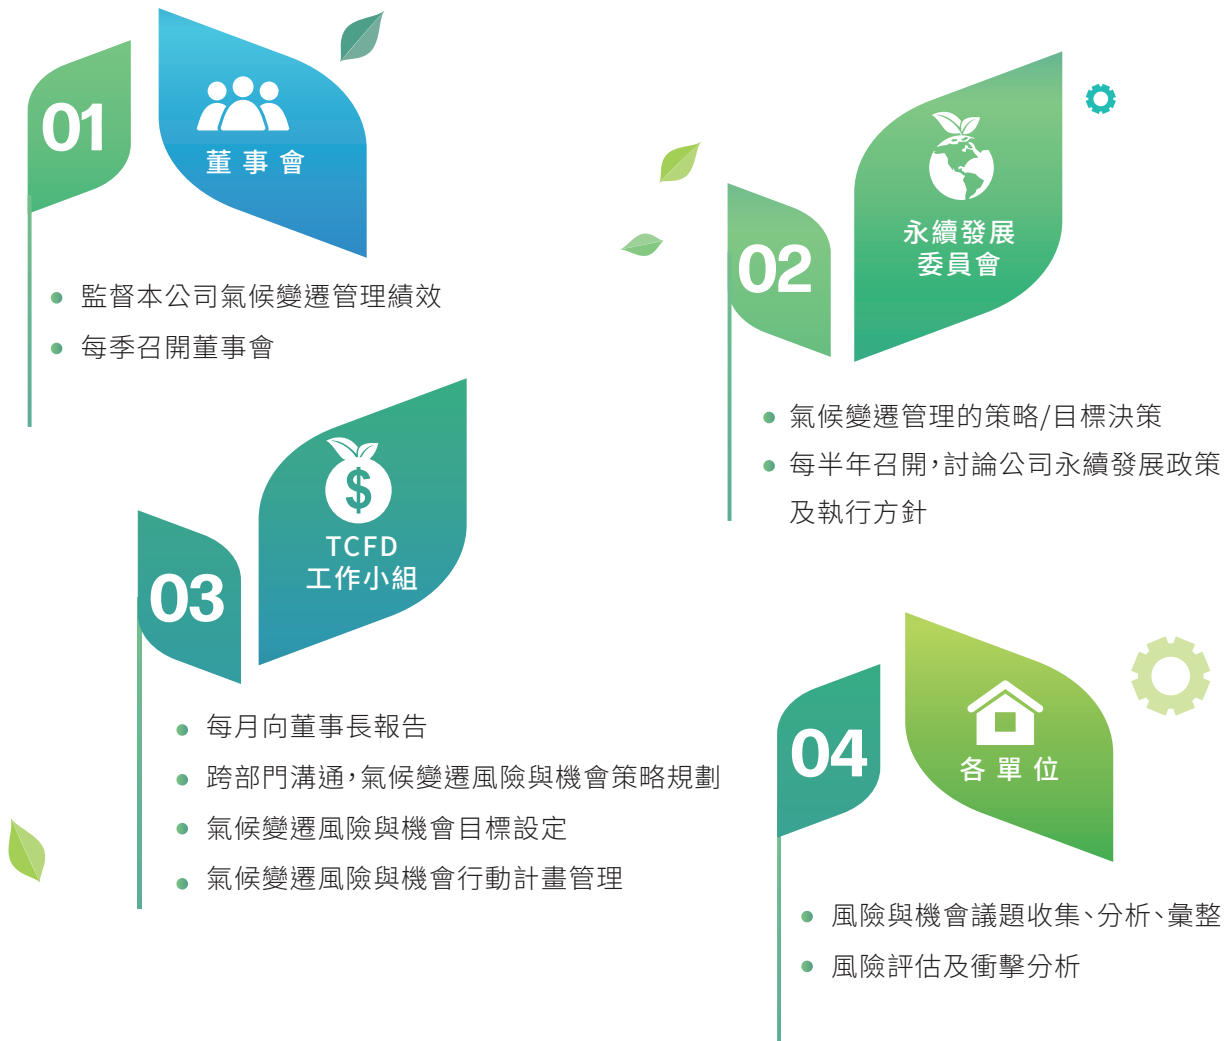 01
董事會
監督本公司氣候變遷管理績效
每季召開董事會
02
永續發展
委員會
氣候變遷管理的策略/目標決策
每半年召開，討論公司永續發展政策
及執行方針
03
TCFD
工作小組
每月向董事長報告
跨部門溝通，氣候變遷風險與機會策略規劃
氣候變遷風險與機會目標設定
氣候變遷風險與機會行動計畫管理
04
各單位
風險與機會議題收集、分析、彙整
風險評估及衝擊分析